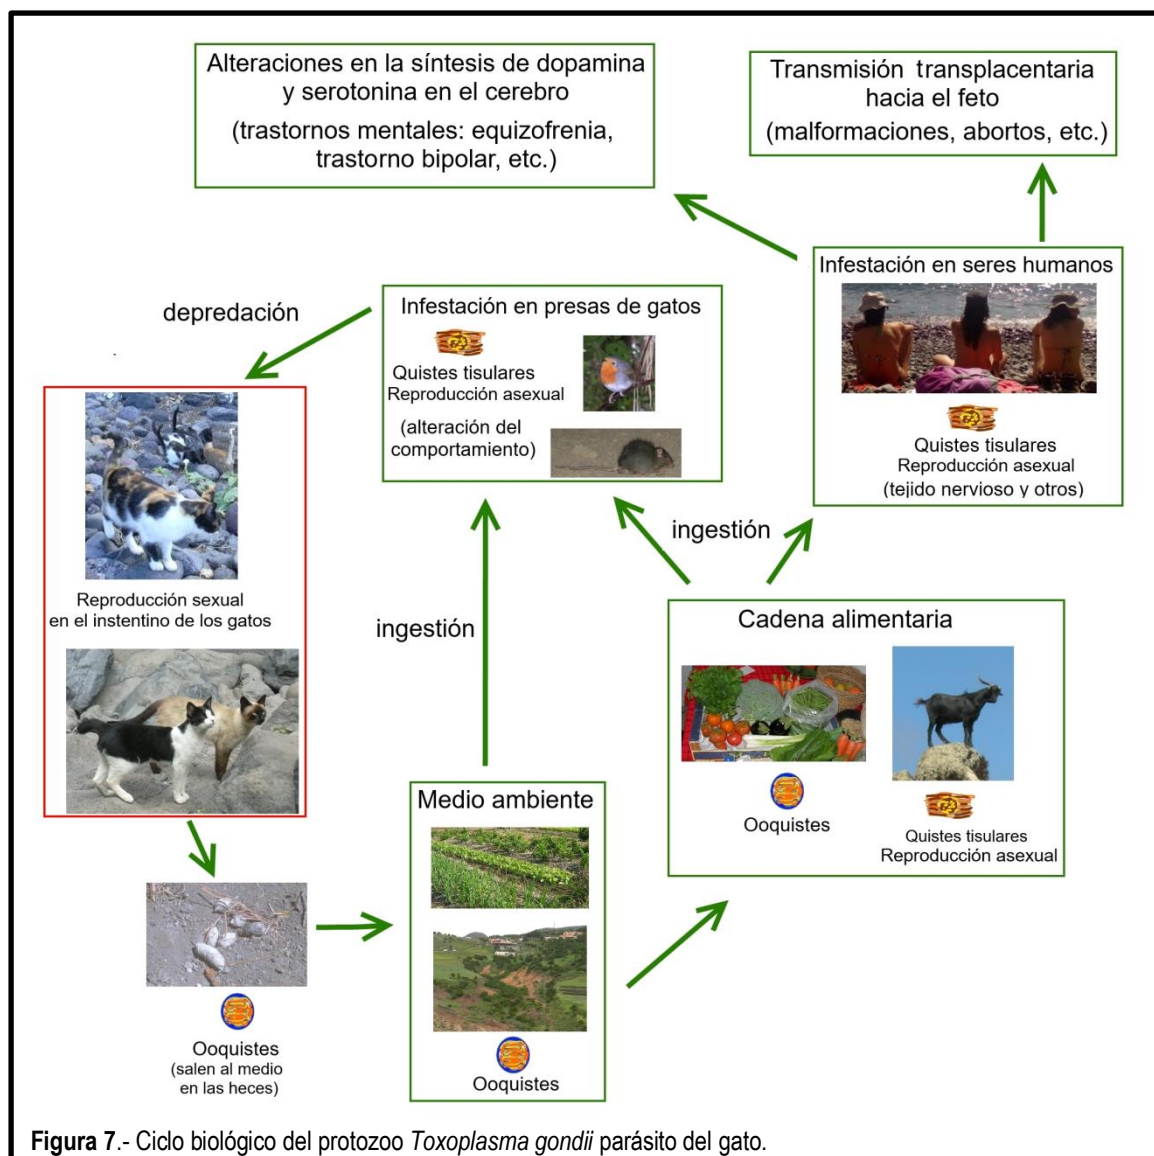 Alteraciones en la síntesis de dopamina
y serotonina en el cerebro
(trastornos mentales: equizofrenia,
trastorno bipolar, etc.)
Transmisión transplacentaria
hacia el feto
(malformaciones, abortos, etc.)
Infestación en seres humanos
Quistes tisulares
Reproducción asexual
(tejido nervioso y otros)
depredación
Infestación en presas de gatos
Quistes tisulares
Reproducción asexual
(alteración del
comportamiento)
Reproducción sexual
en el instentino de los gatos
ingestión
ingestión
Cadena alimentaria
Ooquistes
Quistes tisulares
Reproducción asexual
Medio ambiente
Ooquistes
Ooquistes
(salen al medio
en las heces)
Figura 7.- Ciclo biológico del protozoo Toxoplasma gondii parásito del gato.